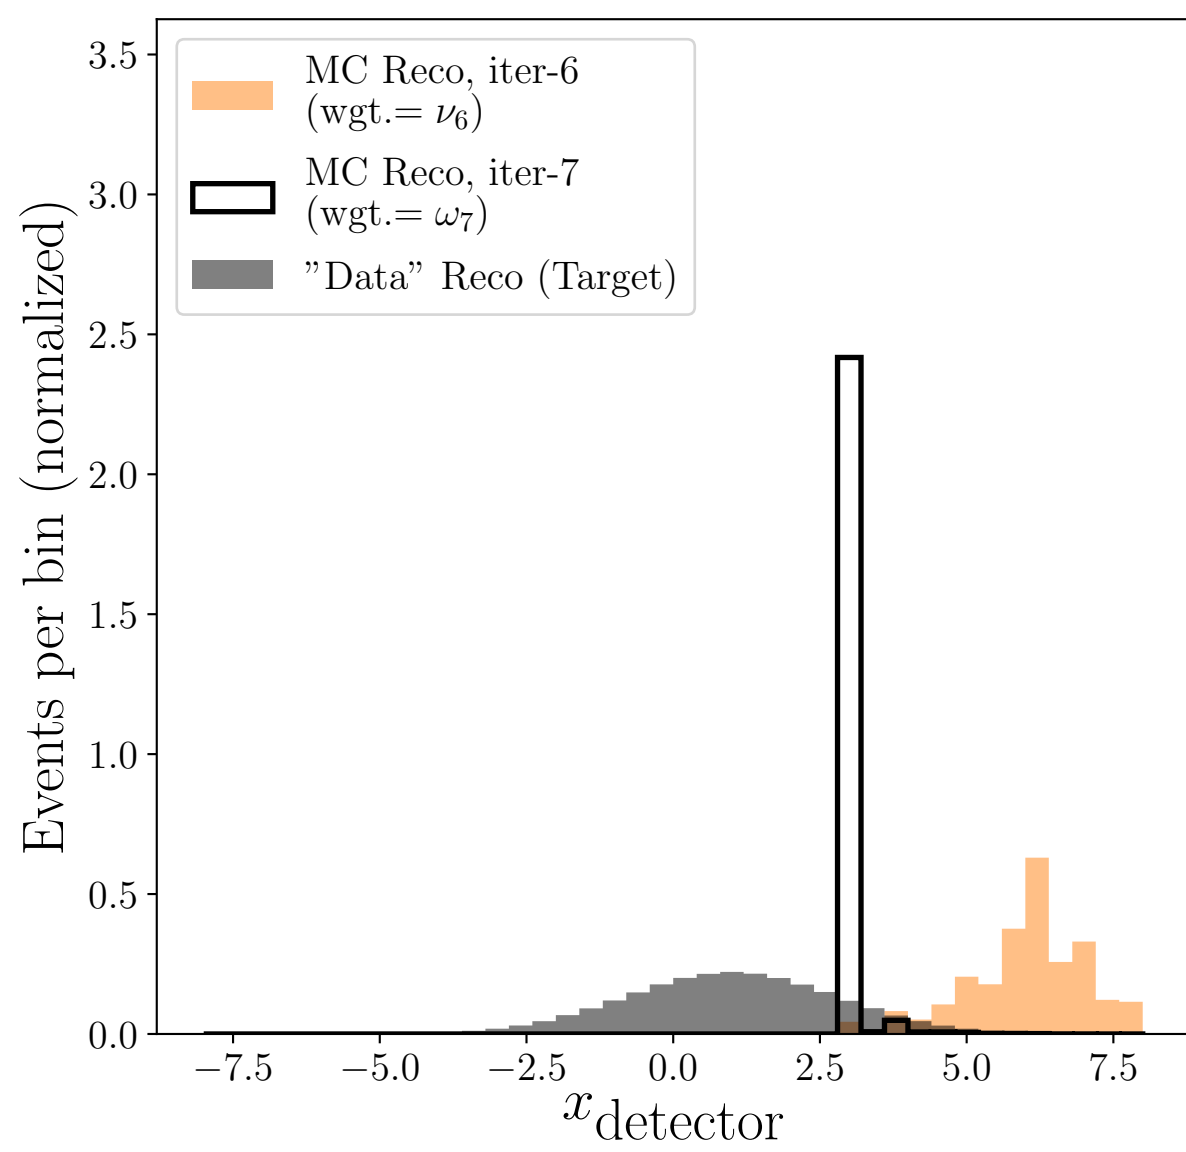 MC Reco, iter-6
(wgt.= ν₆)
MC Reco, iter-7
(wgt.= ω₇)
”Data” Reco (Target)
Events per bin (normalized)
3.5
3.0
2.5
2.0
1.5
1.0
0.5
0.0
−7.5 −5.0 −2.5 0.0 2.5 5.0 7.5
x_detector